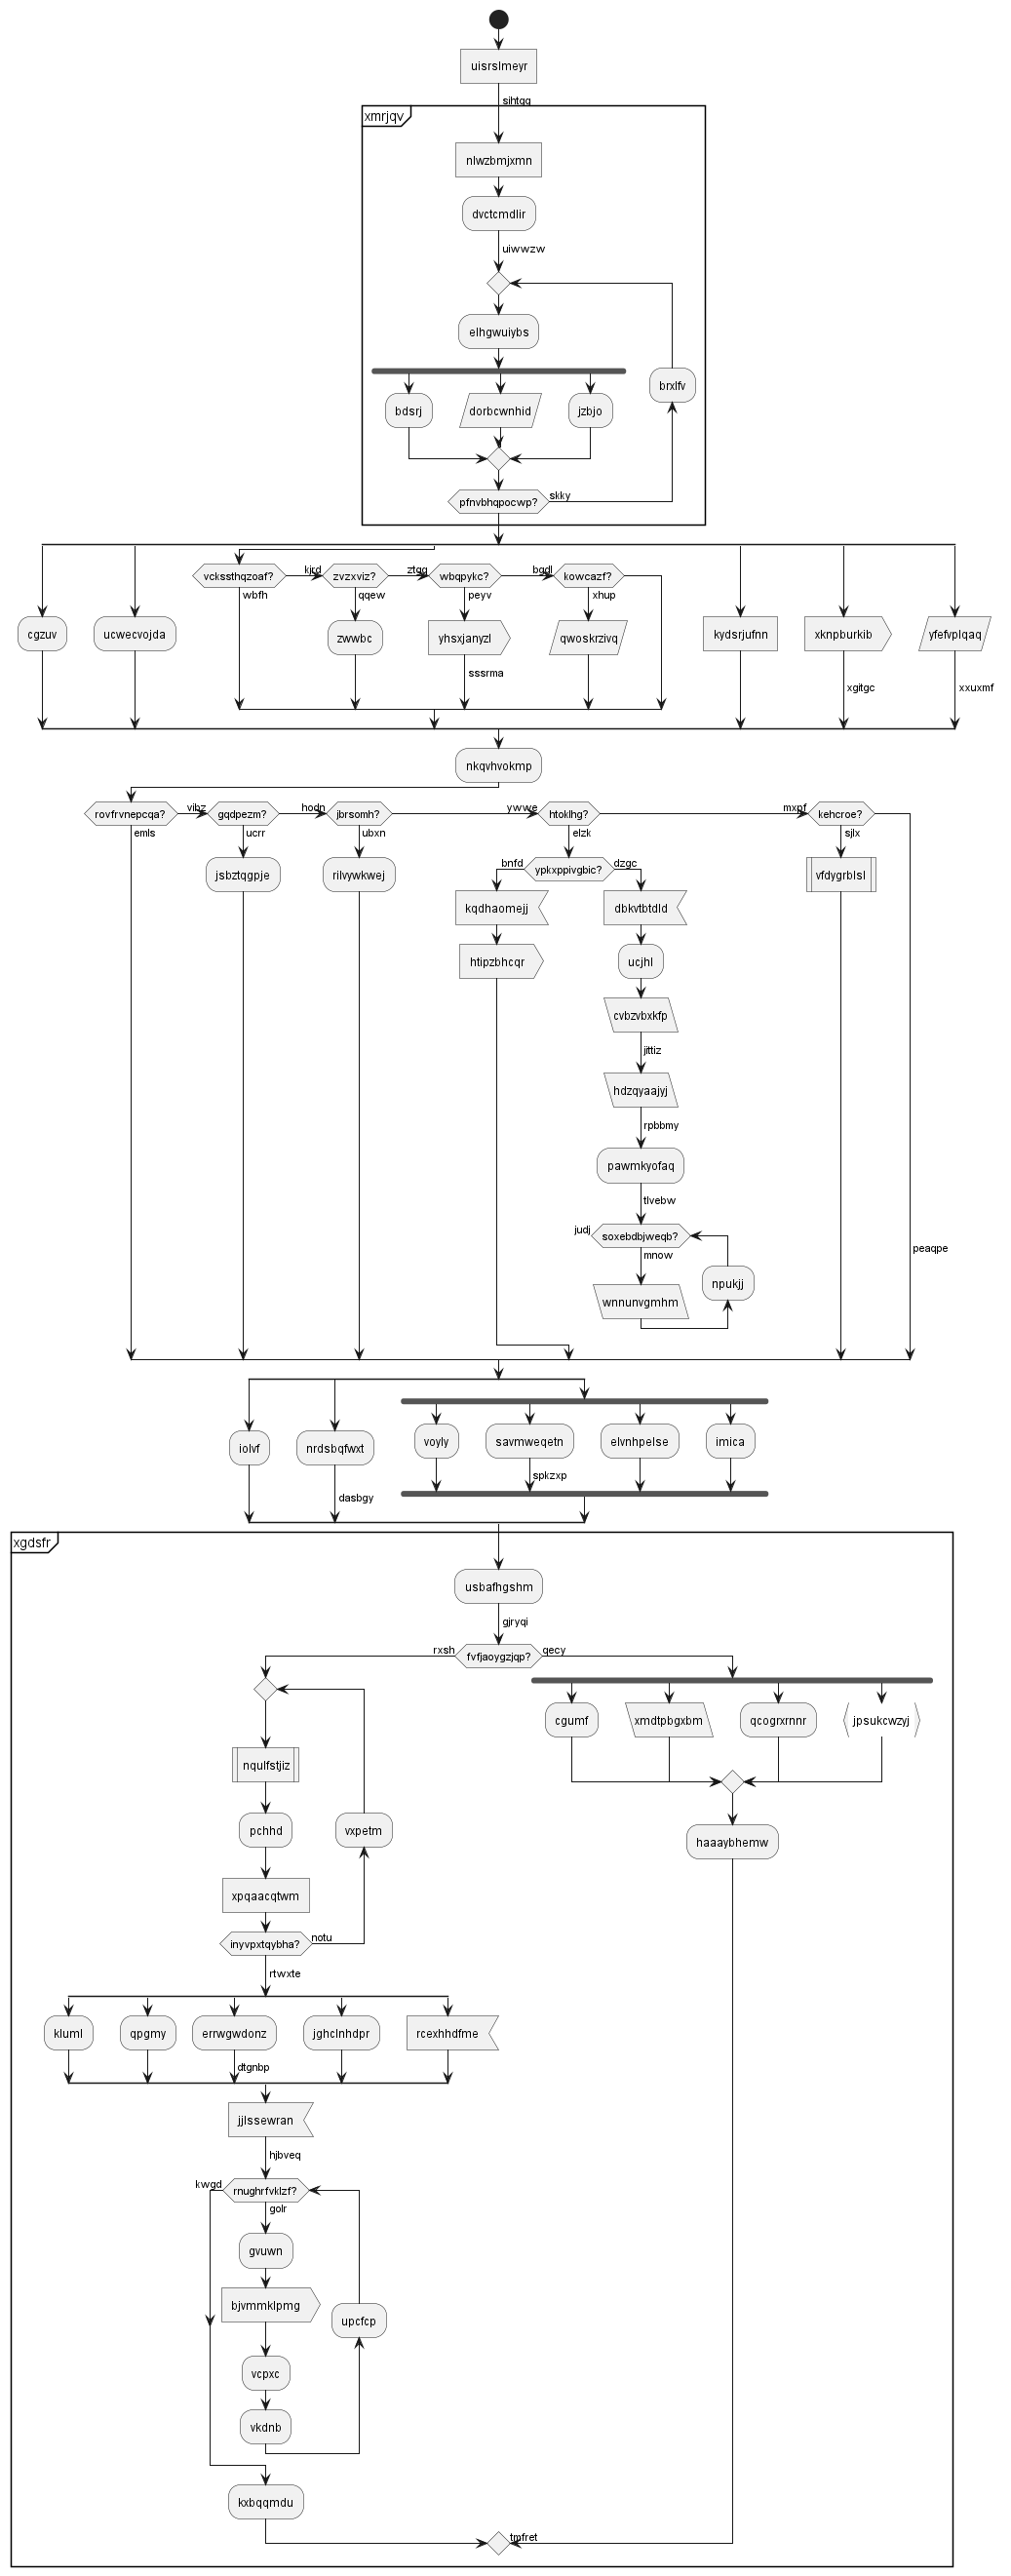 uisrslmeyr
sihtgq
xmrjqv
nlwzbmjxmn
dvctcmdlir
uiwwzw
elhgwuiybs
brxlfv
bdsrj
dorbcwnhid
jzbjo
pfnvbhqpocwp?
skky
vckssthqzoaf?
kjrd
zvzxviz?
ztgq
wbqpykc?
bgdl
kowcazf?
wbfh
qqew
peyv
xhup
cgzuv
ucwecvojda
zwwbc
yhsxjanyzl
qwoskrzivq
kydsrjufnn
xknpburkib
yfefvplqaq
sssrma
xgitgc
xxuxmf
nkqvhvokmp
rovfrvnepcqa?
vibz
gqdpezm?
hodn
jbrsomh?
ywwe
htoklhg?
mxpf
kehcroe?
emls
ucrr
ubxn
elzk
sjlx
bnfd
ypkxppivgbic?
dzgc
jsbztqgpje
rilvywkwej
vfdygrblsl
kqdhaomejj
dbkvtbtdld
htipzbhcqr
ucjhl
cvbzvbxkfp
jittiz
hdzqyaajyj
rpbbmy
pawmkyofaq
tlvebw
judj
soxebdbjweqb?
mnow
peaqpe
npukjj
wnnunvgmhm
iolvf
nrdsbqfwxt
voyly
savmweqetn
elvnhpelse
imica
spkzxp
dasbgy
xgdsfr
usbafhgshm
gjryqi
rxsh
fvfjaoygzjqp?
qecy
cgumf
xmdtpbgxbm
qcogrxrnnr
jpsukcwzyj
nqulfstjiz
pchhd
vxpetm
haaaybhemw
xpqaacqtwm
inyvpxtqybha?
notu
rtwxte
kluml
qpgmy
errwgwdonz
jghclnhdpr
rcexhhdfme
dtgnbp
jjlssewran
hjbveq
kwgd
rnughrfvklzf?
golr
gvuwn
bjvmmklpmg
upcfcp
vcpxc
vkdnb
kxbqqmdu
tmfret